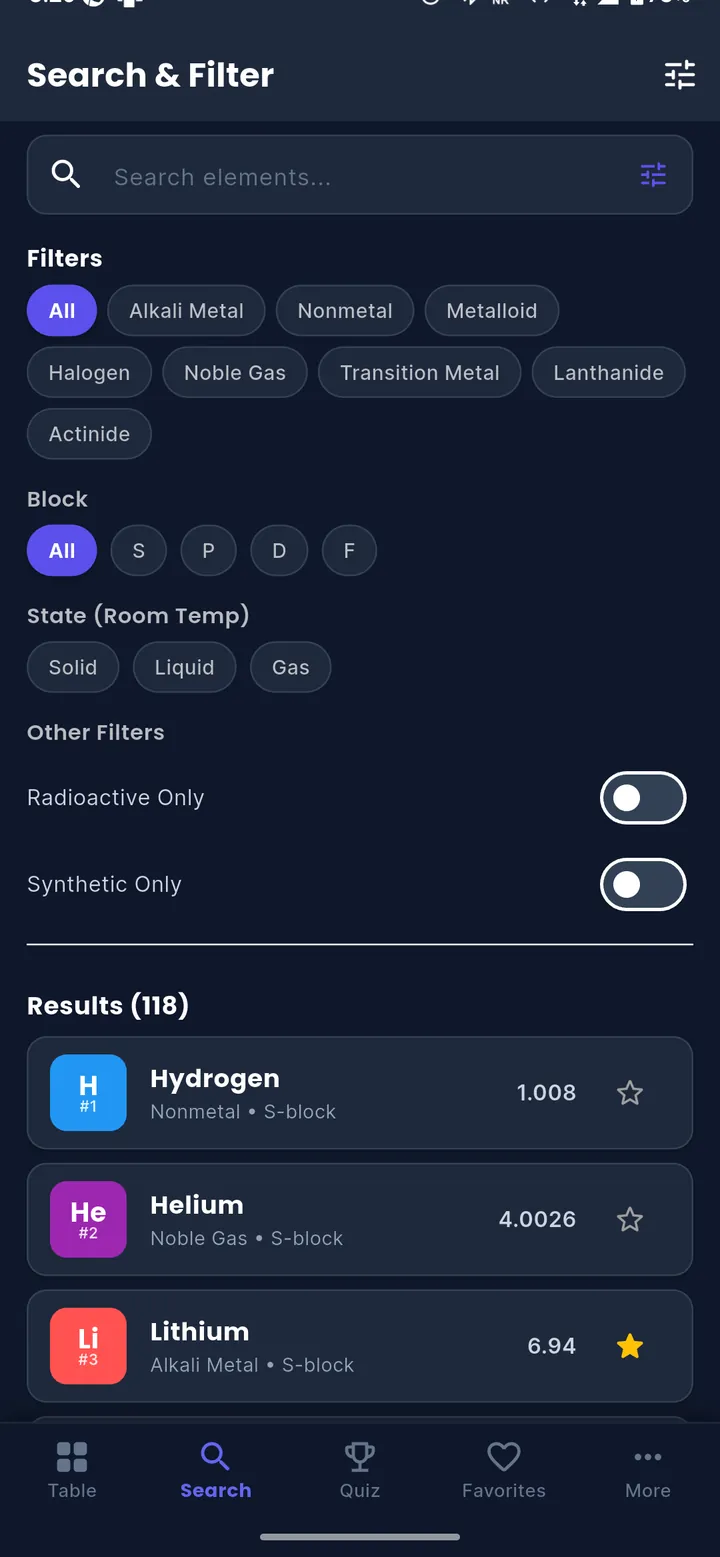 Search & Filter
Search elements...
Filters
All Alkali Metal Nonmetal Metalloid
Halogen Noble Gas Transition Metal Lanthanide
Actinide
Block
All S P D F
State (Room Temp)
Solid Liquid Gas
Other Filters
Radioactive Only
Synthetic Only
Results (118)
H
#1
Hydrogen
Nonmetal • S-block
1.008
He
#2
Helium
Noble Gas • S-block
4.0026
Li
#3
Lithium
Alkali Metal • S-block
6.94
Table Search Quiz Favorites More